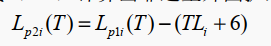 L_{p2i}(T) = L_{p1i}(T) − (TL_i + 6)